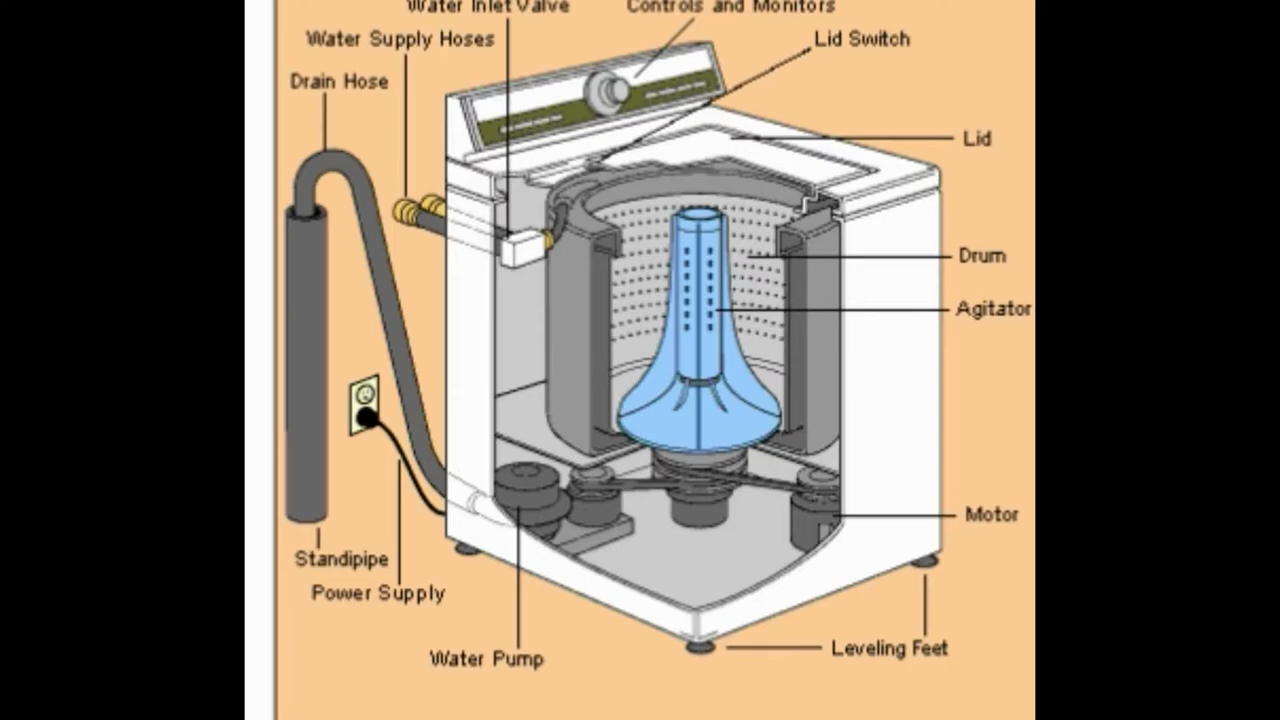 Water Inlet Valve
Controls and Monitors
Water Supply Hoses
Lid Switch
Drain Hose
Lid
Drum
Agitator
Motor
Standipipe
Power Supply
Leveling Feet
Water Pump